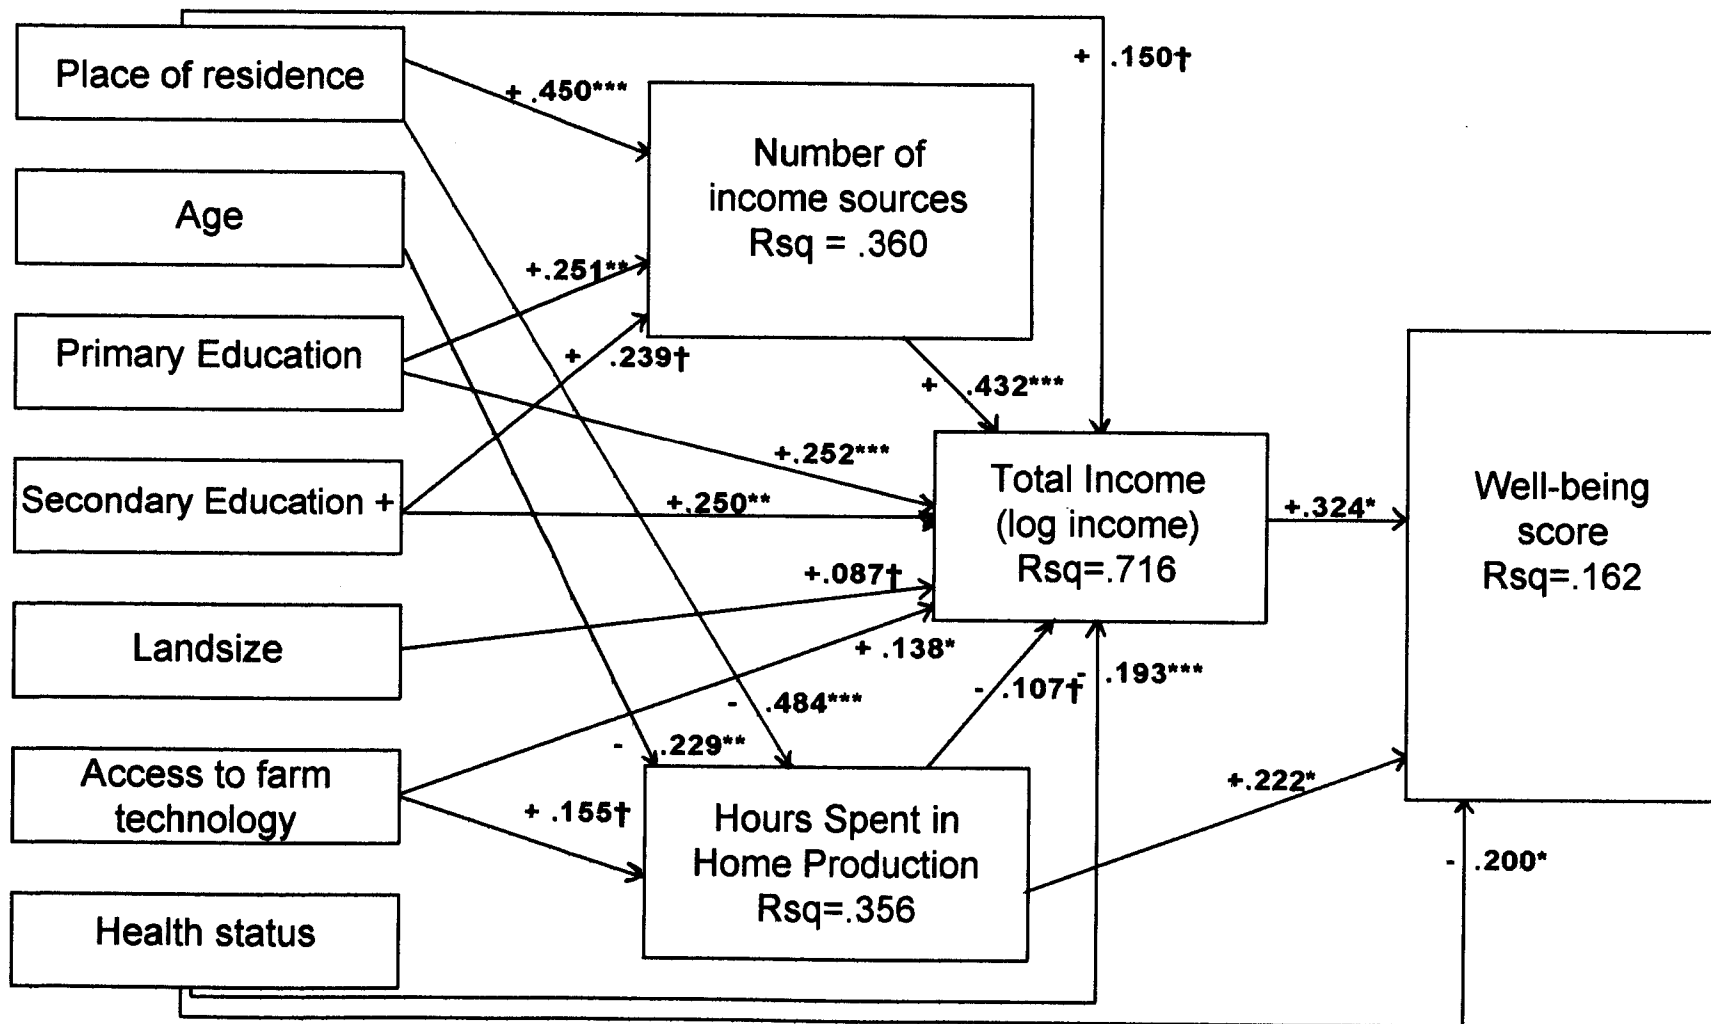 Place of residence
Age
Primary Education
Secondary Education +
Landsize
Access to farm
technology
Health status
+ .450***
+.251**
+ .239†
Number of
income sources
Rsq = .360
+ .150†
+ .432***
+.252***
+.250**
+.087†
+ .138*
Total Income
(log income)
Rsq=.716
- .484***
- .229**
+ .155†
Hours Spent in
Home Production
Rsq=.356
- .107†
- .193***
+.324*
+.222*
- .200*
Well-being
score
Rsq=.162